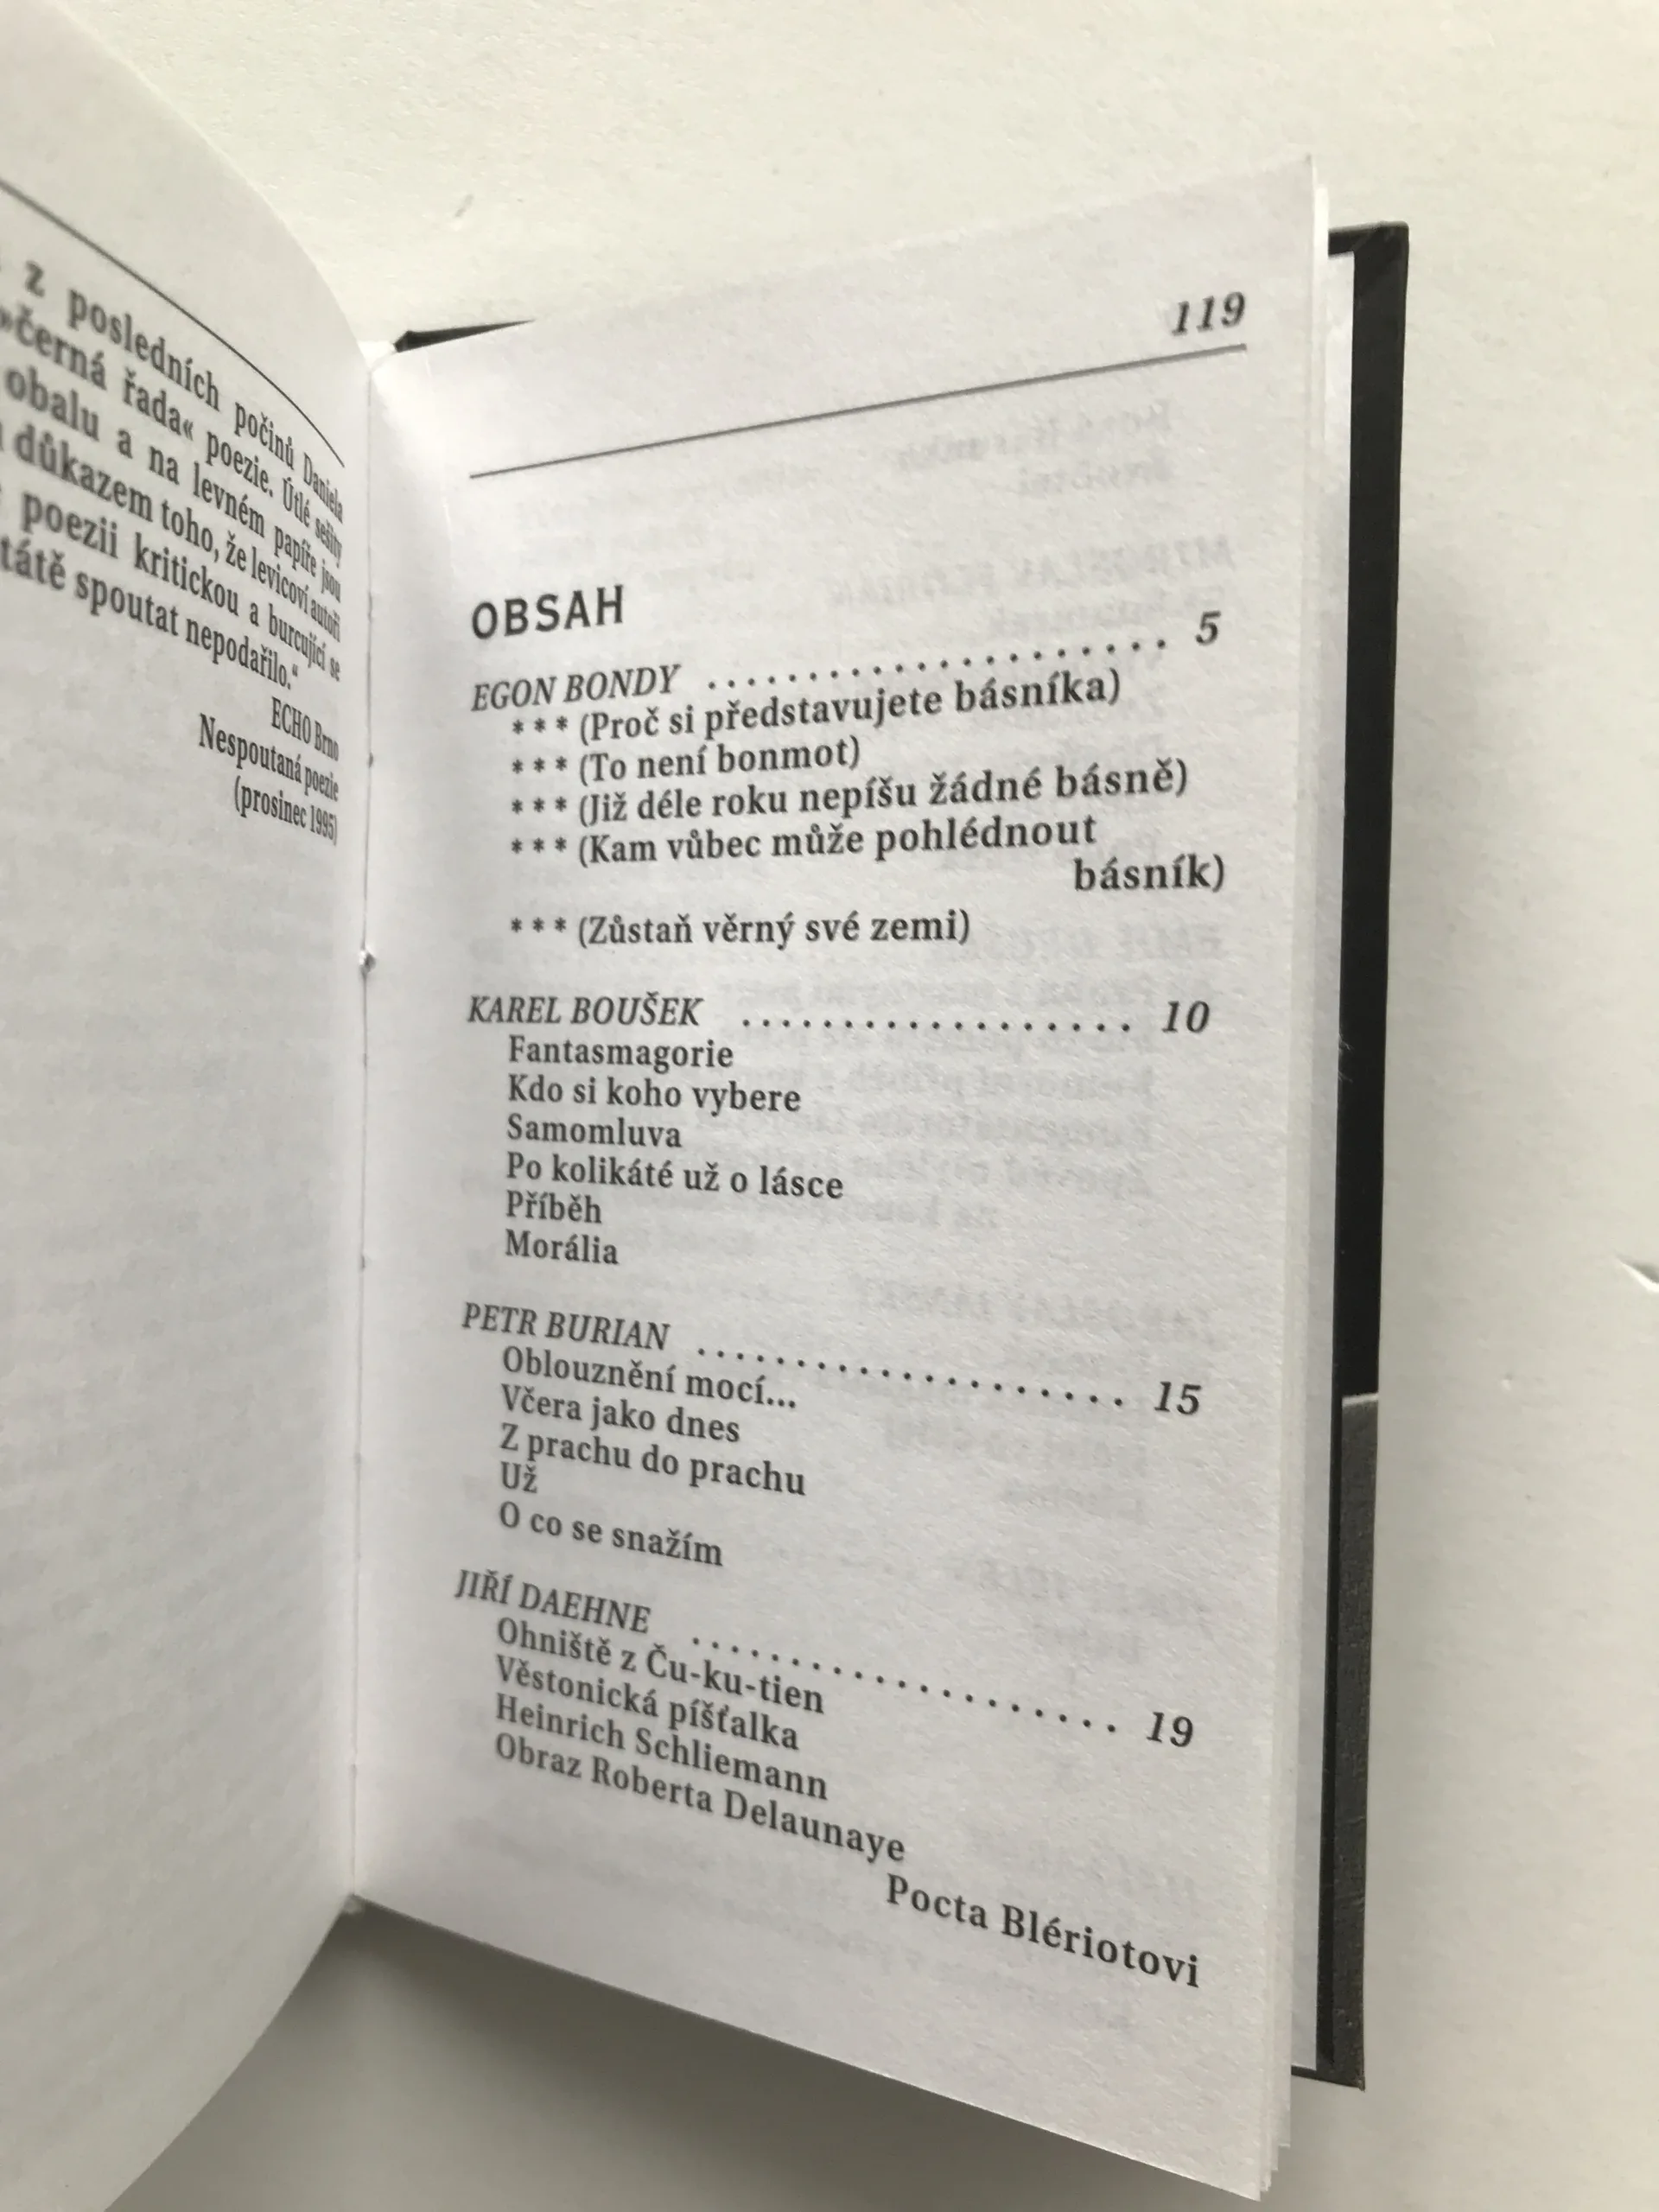 z posledních počinů Daniela
»černá řada« poezie. Útlé sešity
obalu a na levném papíře jsou
důkazem toho, že levicoví autoři
poezii kritickou a burcující se
spoutat nepodařilo."
ECHO Brno
Nespoutaná poezie
(prosinec 1995)
119
OBSAH
EGON BONDY .................... 5
* * * (Proč si představujete básníka)
* * * (To není bonmot)
* * * (Již déle roku nepíšu žádné básně)
* * * (Kam vůbec může pohlédnout
básník)
* * * (Zůstaň věrný své zemi)
KAREL BOUŠEK .................. 10
Fantasmagorie
Kdo si koho vybere
Samomluva
Po kolikáté už o lásce
Příběh
Morália
PETR BURIAN .................... 15
Oblouznění mocí...
Včera jako dnes
Z prachu do prachu
Už
O co se snažím
JIŘÍ DAEHNE .................... 19
Ohniště z Ču-ku-tien
Věstonická píšťalka
Heinrich Schliemann
Obraz Roberta Delaunaye
Pocta Blériotovi